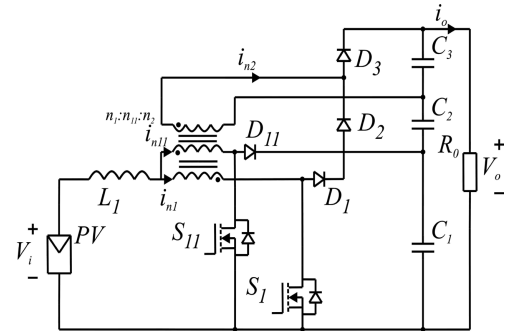 i_o
i_n2
D_3
C_3
n_1:n_11:n_2
D_2
C_2
i_n11
D_11
R_0
V_o
L_1
i_n1
D_1
V_i
PV
S_11
C_1
S_1